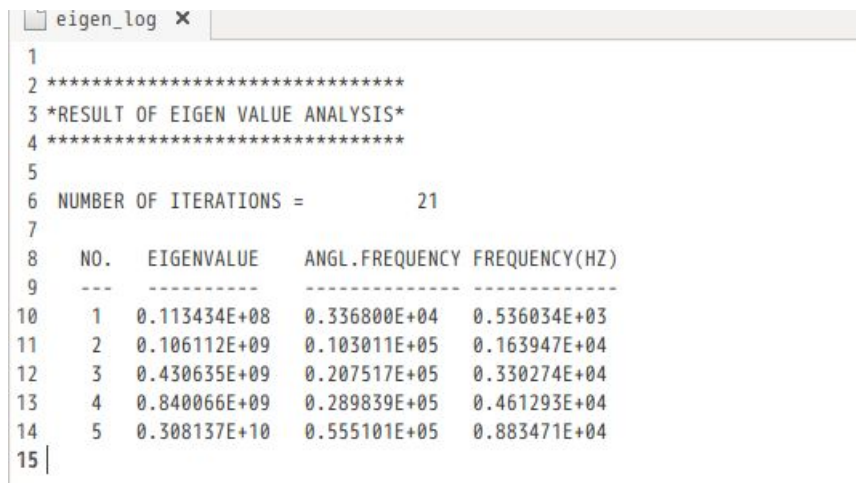 eigen_log ×
1
2 ********************************
3 *RESULT OF EIGEN VALUE ANALYSIS*
4 ********************************
5
6 NUMBER OF ITERATIONS = 21
7
8 NO. EIGENVALUE ANGL.FREQUENCY FREQUENCY(HZ)
9 --- ---------- -------------- -------------
10 1 0.113434E+08 0.336800E+04 0.536034E+03
11 2 0.106112E+09 0.103011E+05 0.163947E+04
12 3 0.430635E+09 0.207517E+05 0.330274E+04
13 4 0.840066E+09 0.289839E+05 0.461293E+04
14 5 0.308137E+10 0.555101E+05 0.883471E+04
15